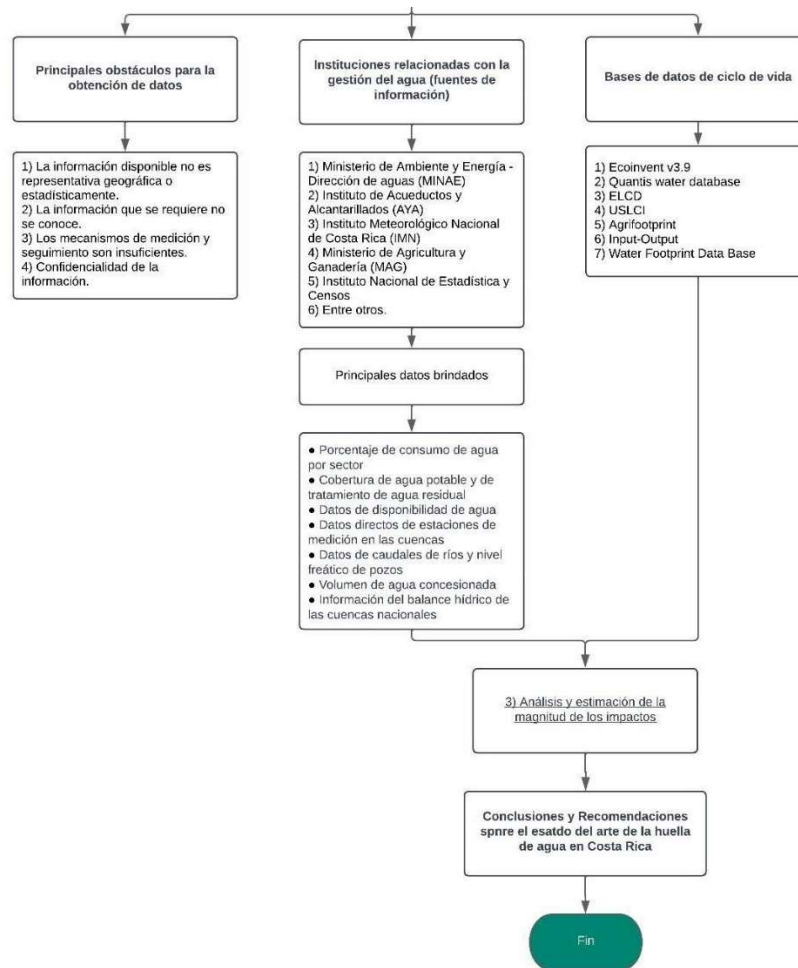 Principales obstáculos para la
obtención de datos
1) La información disponible no es
representativa geográfica o
estadísticamente.
2) La información que se requiere no
se conoce.
3) Los mecanismos de medición y
seguimiento son insuficientes.
4) Confidencialidad de la
información.
Instituciones relacionadas con la
gestión del agua (fuentes de
información)
1) Ministerio de Ambiente y Energía -
Dirección de aguas (MINAE)
2) Instituto de Acueductos y
Alcantarillados (AYA)
3) Instituto Meteorológico Nacional
de Costa Rica (IMN)
4) Ministerio de Agricultura y
Ganadería (MAG)
5) Instituto Nacional de Estadística y
Censos
6) Entre otros.
Principales datos brindados
● Porcentaje de consumo de agua
por sector
● Cobertura de agua potable y de
tratamiento de agua residual
● Datos de disponibilidad de agua
● Datos directos de estaciones de
medición en las cuencas
● Datos de caudales de ríos y nivel
freático de pozos
● Volumen de agua concesionada
● Información del balance hídrico de
las cuencas nacionales
Bases de datos de ciclo de vida
1) Ecoinvent v3.9
2) Quantis water database
3) ELCD
4) USLCI
5) Agrifootprint
6) Input-Output
7) Water Footprint Data Base
3) Análisis y estimación de la
magnitud de los impactos
Conclusiones y Recomendaciones
spnre el esatdo del arte de la huella
de agua en Costa Rica
Fin